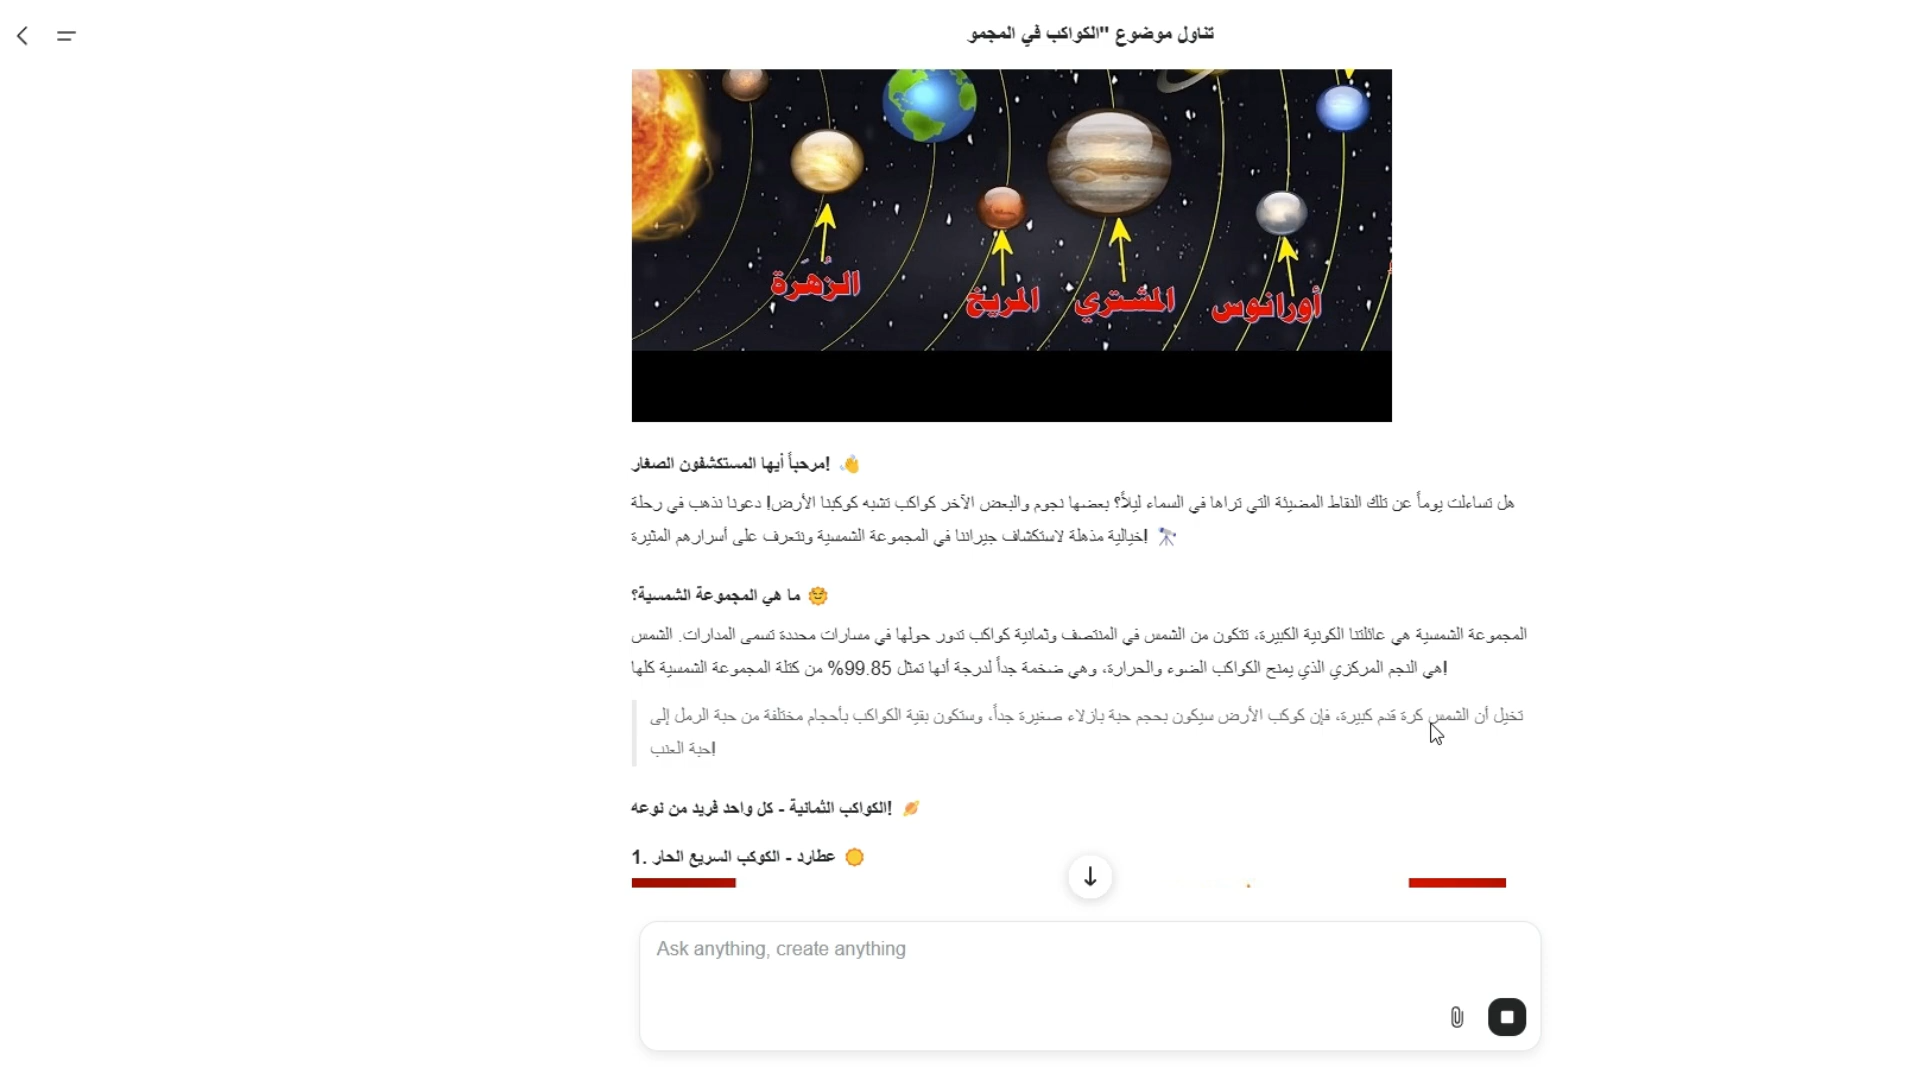 تناول موضوع "الكواكب في المجمو
الزُهَرة
المريخ
المشتري
أورانوس
مرحباً أيها المستكشفون الصغار! 👋
هل تساءلت يوماً عن تلك النقاط المضيئة التي تراها في السماء ليلاً؟ بعضها نجوم والبعض الآخر كواكب تشبه كوكبنا الأرض! دعونا نذهب في رحلة
خيالية مذهلة لاستكشاف جيراننا في المجموعة الشمسية ونتعرف على أسرارهم المثيرة! 🔭
ما هي المجموعة الشمسية؟ 🌞
المجموعة الشمسية هي عائلتنا الكونية الكبيرة، تتكون من الشمس في المنتصف وثمانية كواكب تدور حولها في مسارات محددة تسمى المدارات. الشمس
هي النجم المركزي الذي يمنح الكواكب الضوء والحرارة، وهي ضخمة جداً لدرجة أنها تمثل 99.85% من كتلة المجموعة الشمسية كلها!
تخيل أن الشمس كرة قدم كبيرة، فإن كوكب الأرض سيكون بحجم حبة بازلاء صغيرة جداً، وستكون بقية الكواكب بأحجام مختلفة من حبة الرمل إلى
حبة العنب!
الكواكب الثمانية - كل واحد فريد من نوعه! 🪐
1. عطارد - الكوكب السريع الحار 🌞
Ask anything, create anything